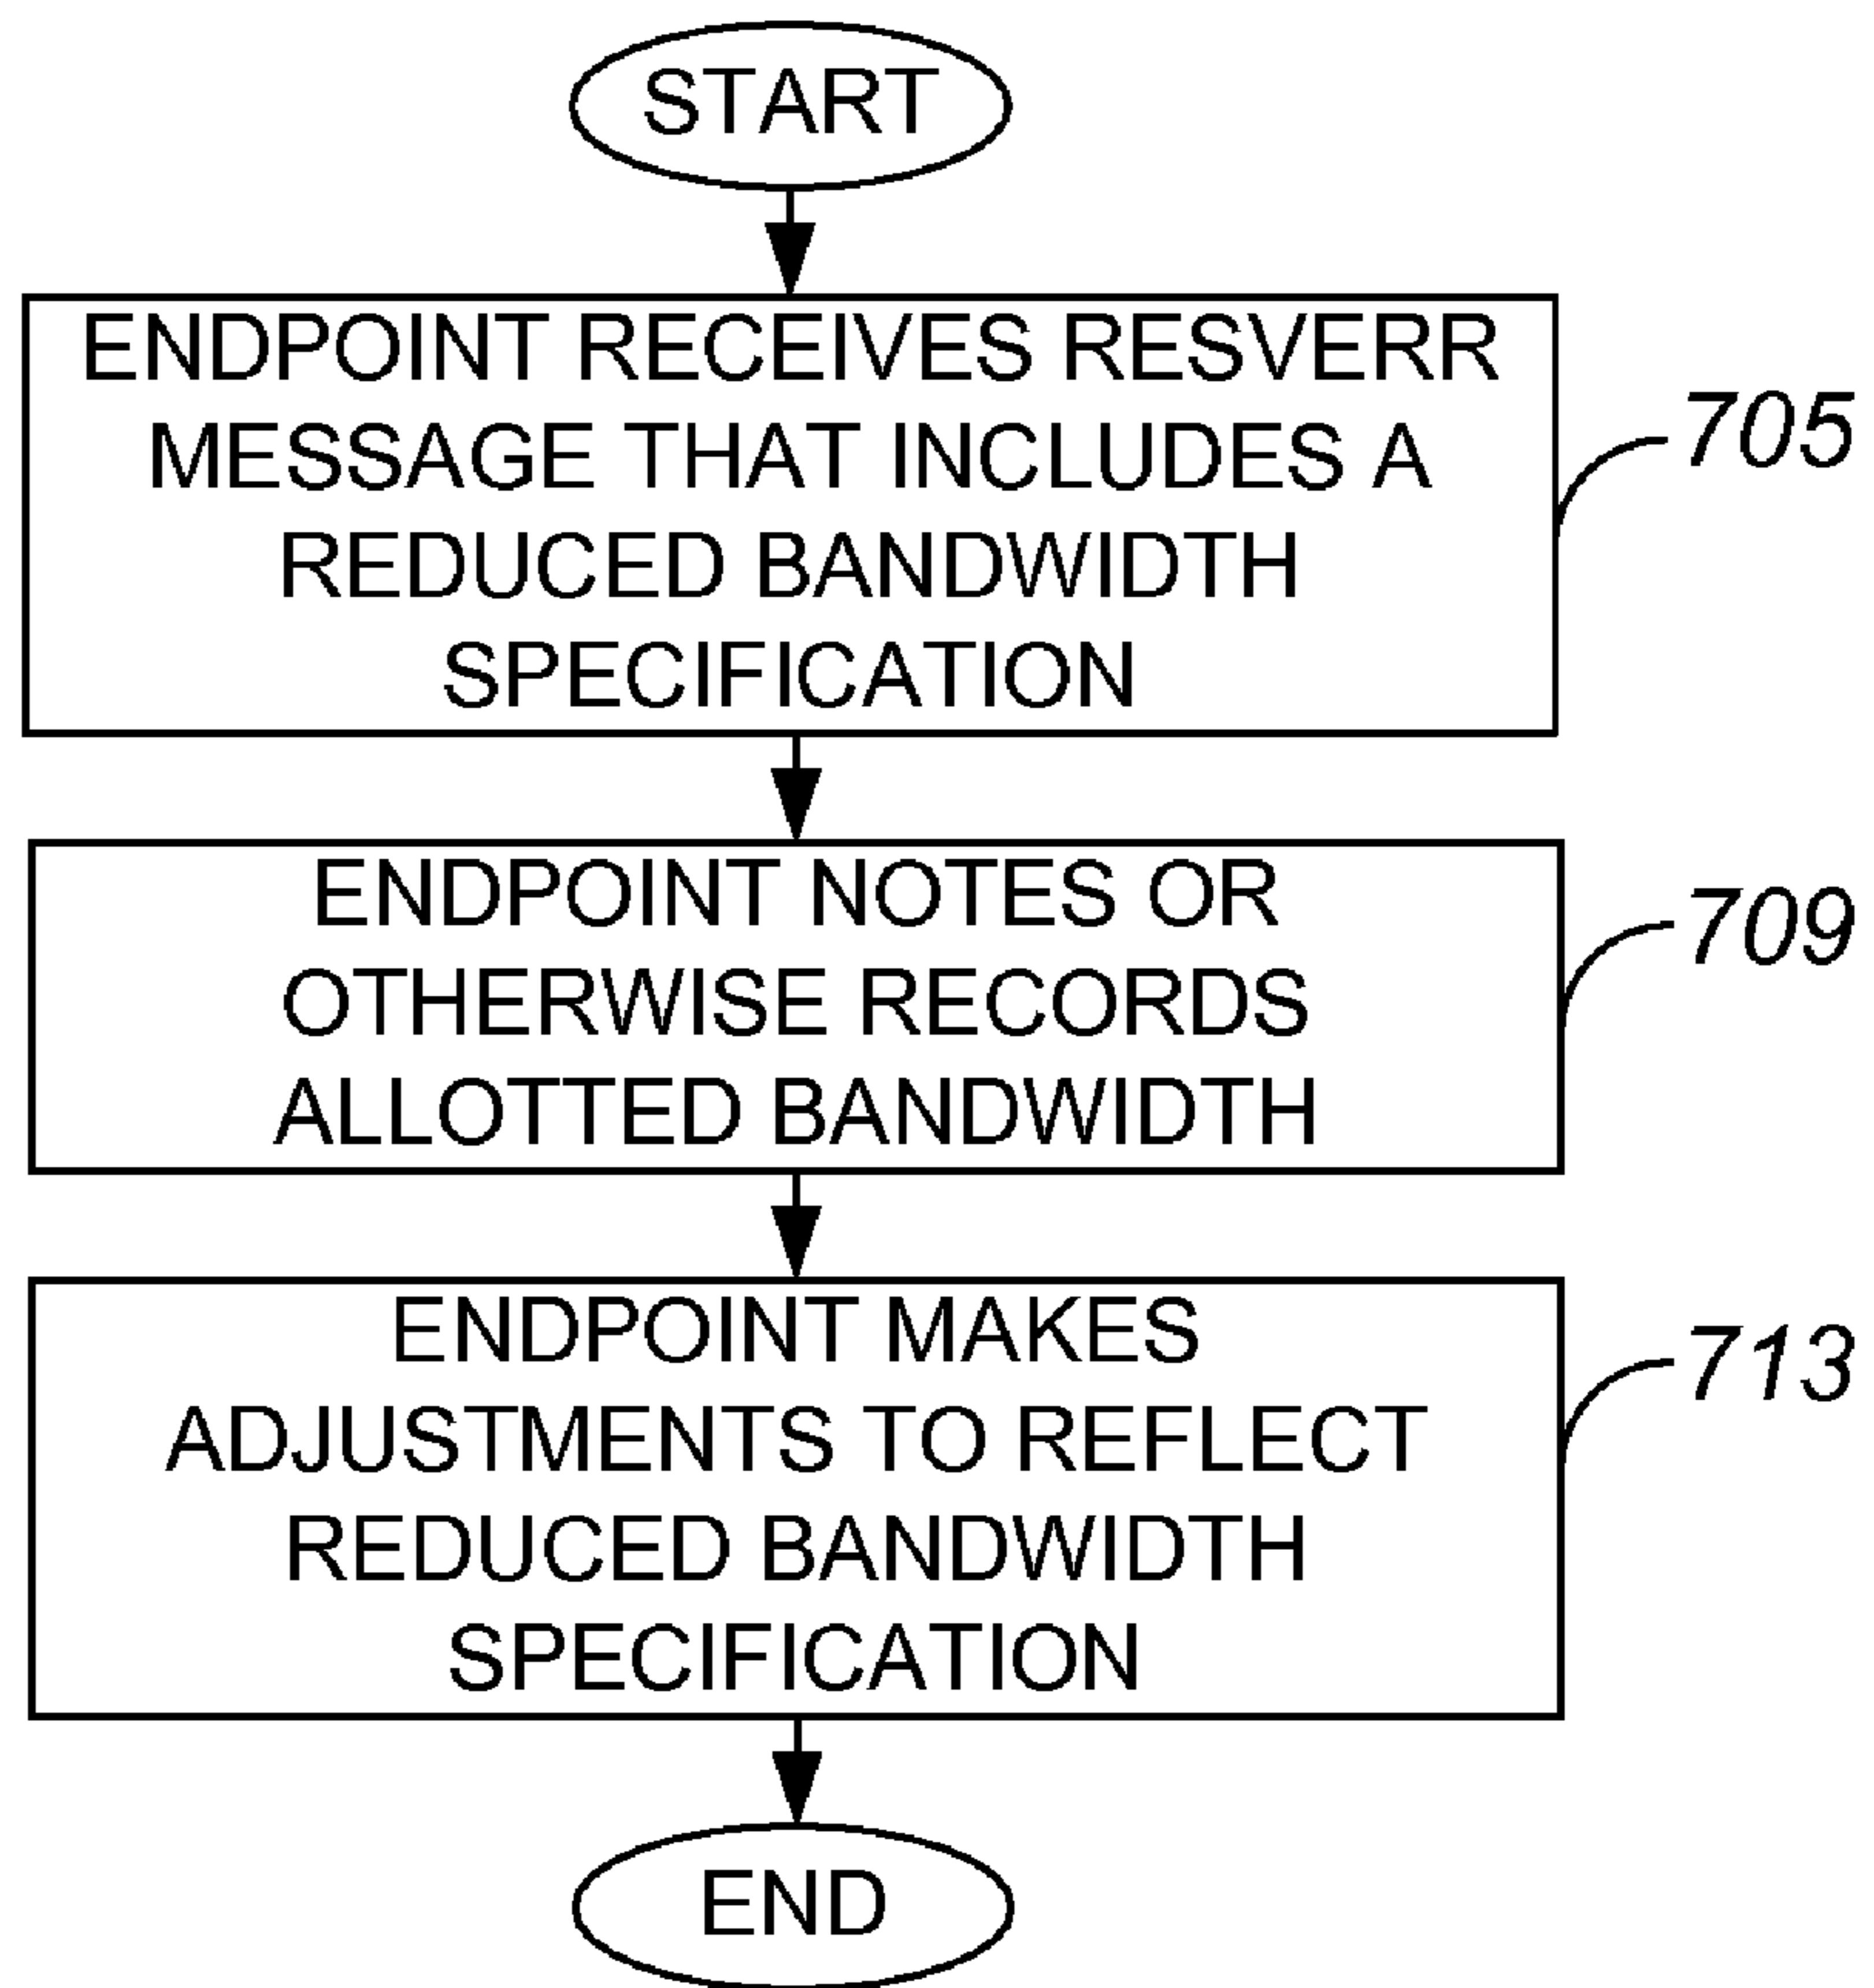 START
ENDPOINT RECEIVES RESVERR
MESSAGE THAT INCLUDES A
REDUCED BANDWIDTH
SPECIFICATION
705
ENDPOINT NOTES OR
OTHERWISE RECORDS
ALLOTTED BANDWIDTH
709
ENDPOINT MAKES
ADJUSTMENTS TO REFLECT
REDUCED BANDWIDTH
SPECIFICATION
713
END